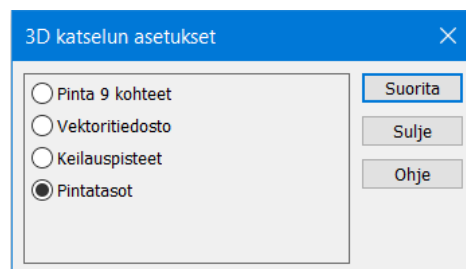 3D katselun asetukset
Pinta 9 kohteet
Vektoritiedosto
Keilauspisteet
Pintatasot
Suorita
Sulje
Ohje